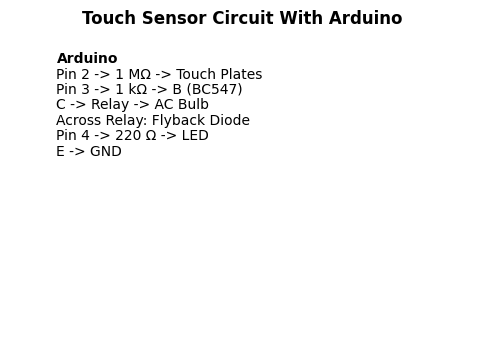 Touch Sensor Circuit With Arduino
Arduino
Pin 2 -> 1 MΩ -> Touch Plates
Pin 3 -> 1 kΩ -> B (BC547)
C -> Relay -> AC Bulb
Across Relay: Flyback Diode
Pin 4 -> 220 Ω -> LED
E -> GND